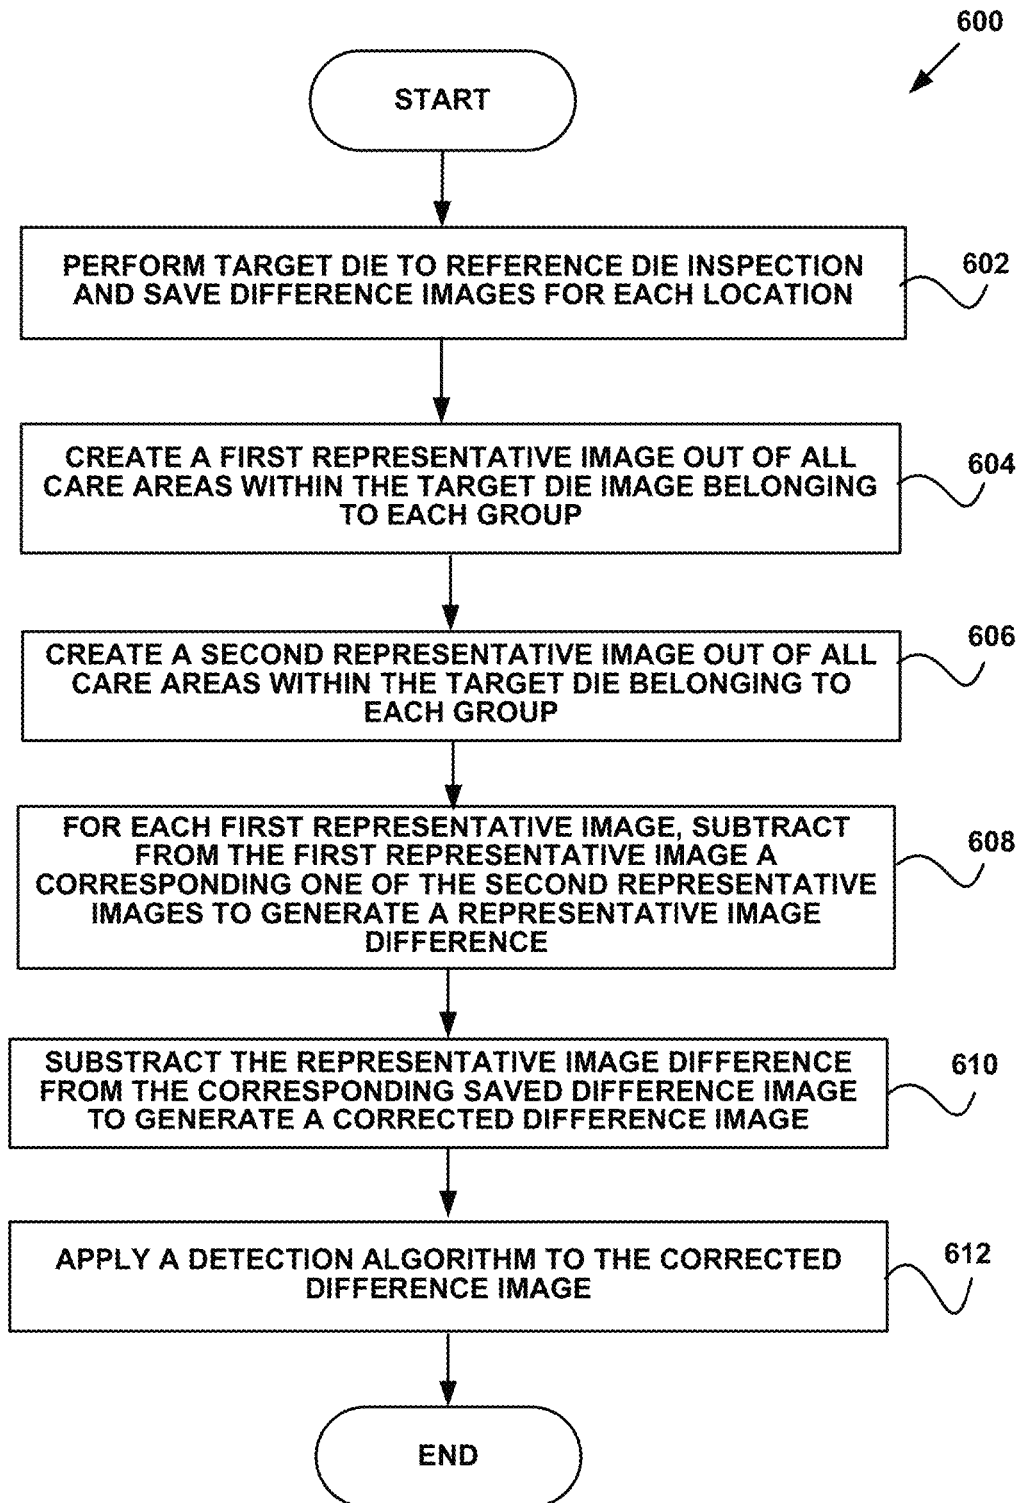 600
START
PERFORM TARGET DIE TO REFERENCE DIE INSPECTION
AND SAVE DIFFERENCE IMAGES FOR EACH LOCATION
602
CREATE A FIRST REPRESENTATIVE IMAGE OUT OF ALL
CARE AREAS WITHIN THE TARGET DIE IMAGE BELONGING
TO EACH GROUP
604
CREATE A SECOND REPRESENTATIVE IMAGE OUT OF ALL
CARE AREAS WITHIN THE TARGET DIE BELONGING TO
EACH GROUP
606
FOR EACH FIRST REPRESENTATIVE IMAGE, SUBTRACT
FROM THE FIRST REPRESENTATIVE IMAGE A
CORRESPONDING ONE OF THE SECOND REPRESENTATIVE
IMAGES TO GENERATE A REPRESENTATIVE IMAGE
DIFFERENCE
608
SUBSTRACT THE REPRESENTATIVE IMAGE DIFFERENCE
FROM THE CORRESPONDING SAVED DIFFERENCE IMAGE
TO GENERATE A CORRECTED DIFFERENCE IMAGE
610
APPLY A DETECTION ALGORITHM TO THE CORRECTED
DIFFERENCE IMAGE
612
END